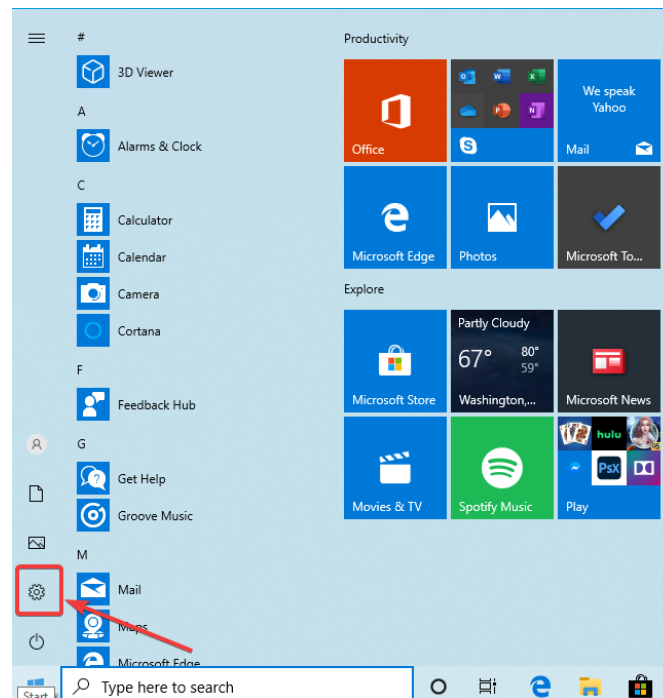 #
3D Viewer
A
Alarms & Clock
C
Calculator
Calendar
Camera
Cortana
F
Feedback Hub
G
Get Help
Groove Music
M
Mail
Maps
Microsoft Edge
Productivity
Office
We speak
Yahoo
Mail
Microsoft Edge
Photos
Microsoft To...
Explore
Microsoft Store
Partly Cloudy
67° 80°
59°
Washington,...
Microsoft News
Movies & TV
Spotify Music
hulu
PsX
Play
Start
Type here to search